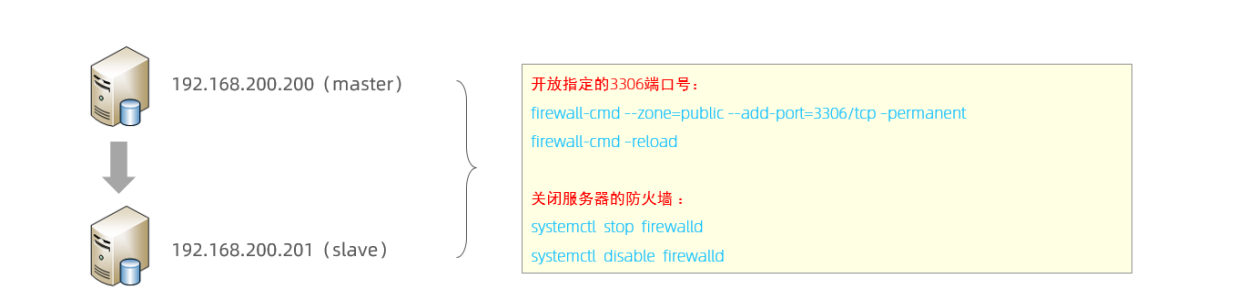 192.168.200.200（master）
开放指定的3306端口号：
firewall-cmd --zone=public --add-port=3306/tcp -permanent
firewall-cmd -reload
关闭服务器的防火墙：
systemctl stop firewalld
192.168.200.201（slave）
systemctl disable firewalld